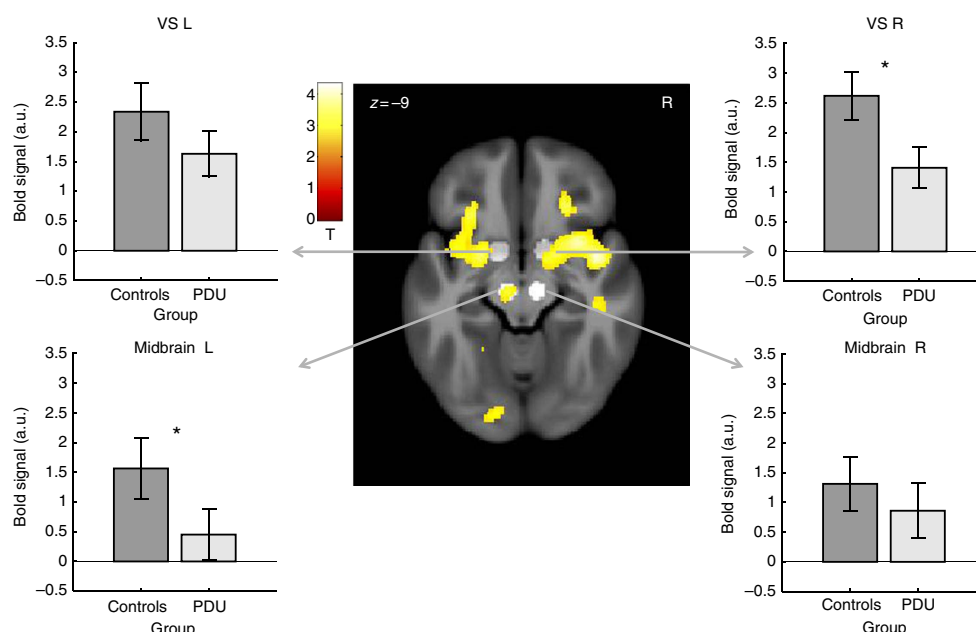 VS L
3.5
3
2.5
2
1.5
1
0.5
0
−0.5
Bold signal (a.u.)
Controls PDU
Group
4
3
2
1
0
T
z=−9
R
VS R
*
3.5
3
2.5
2
1.5
1
0.5
0
−0.5
Bold signal (a.u.)
Controls PDU
Group
Midbrain L
*
3.5
3
2.5
2
1.5
1
0.5
0
−0.5
Bold signal (a.u.)
Controls PDU
Group
Midbrain R
3.5
3
2.5
2
1.5
1
0.5
0
−0.5
Bold signal (a.u.)
Controls PDU
Group